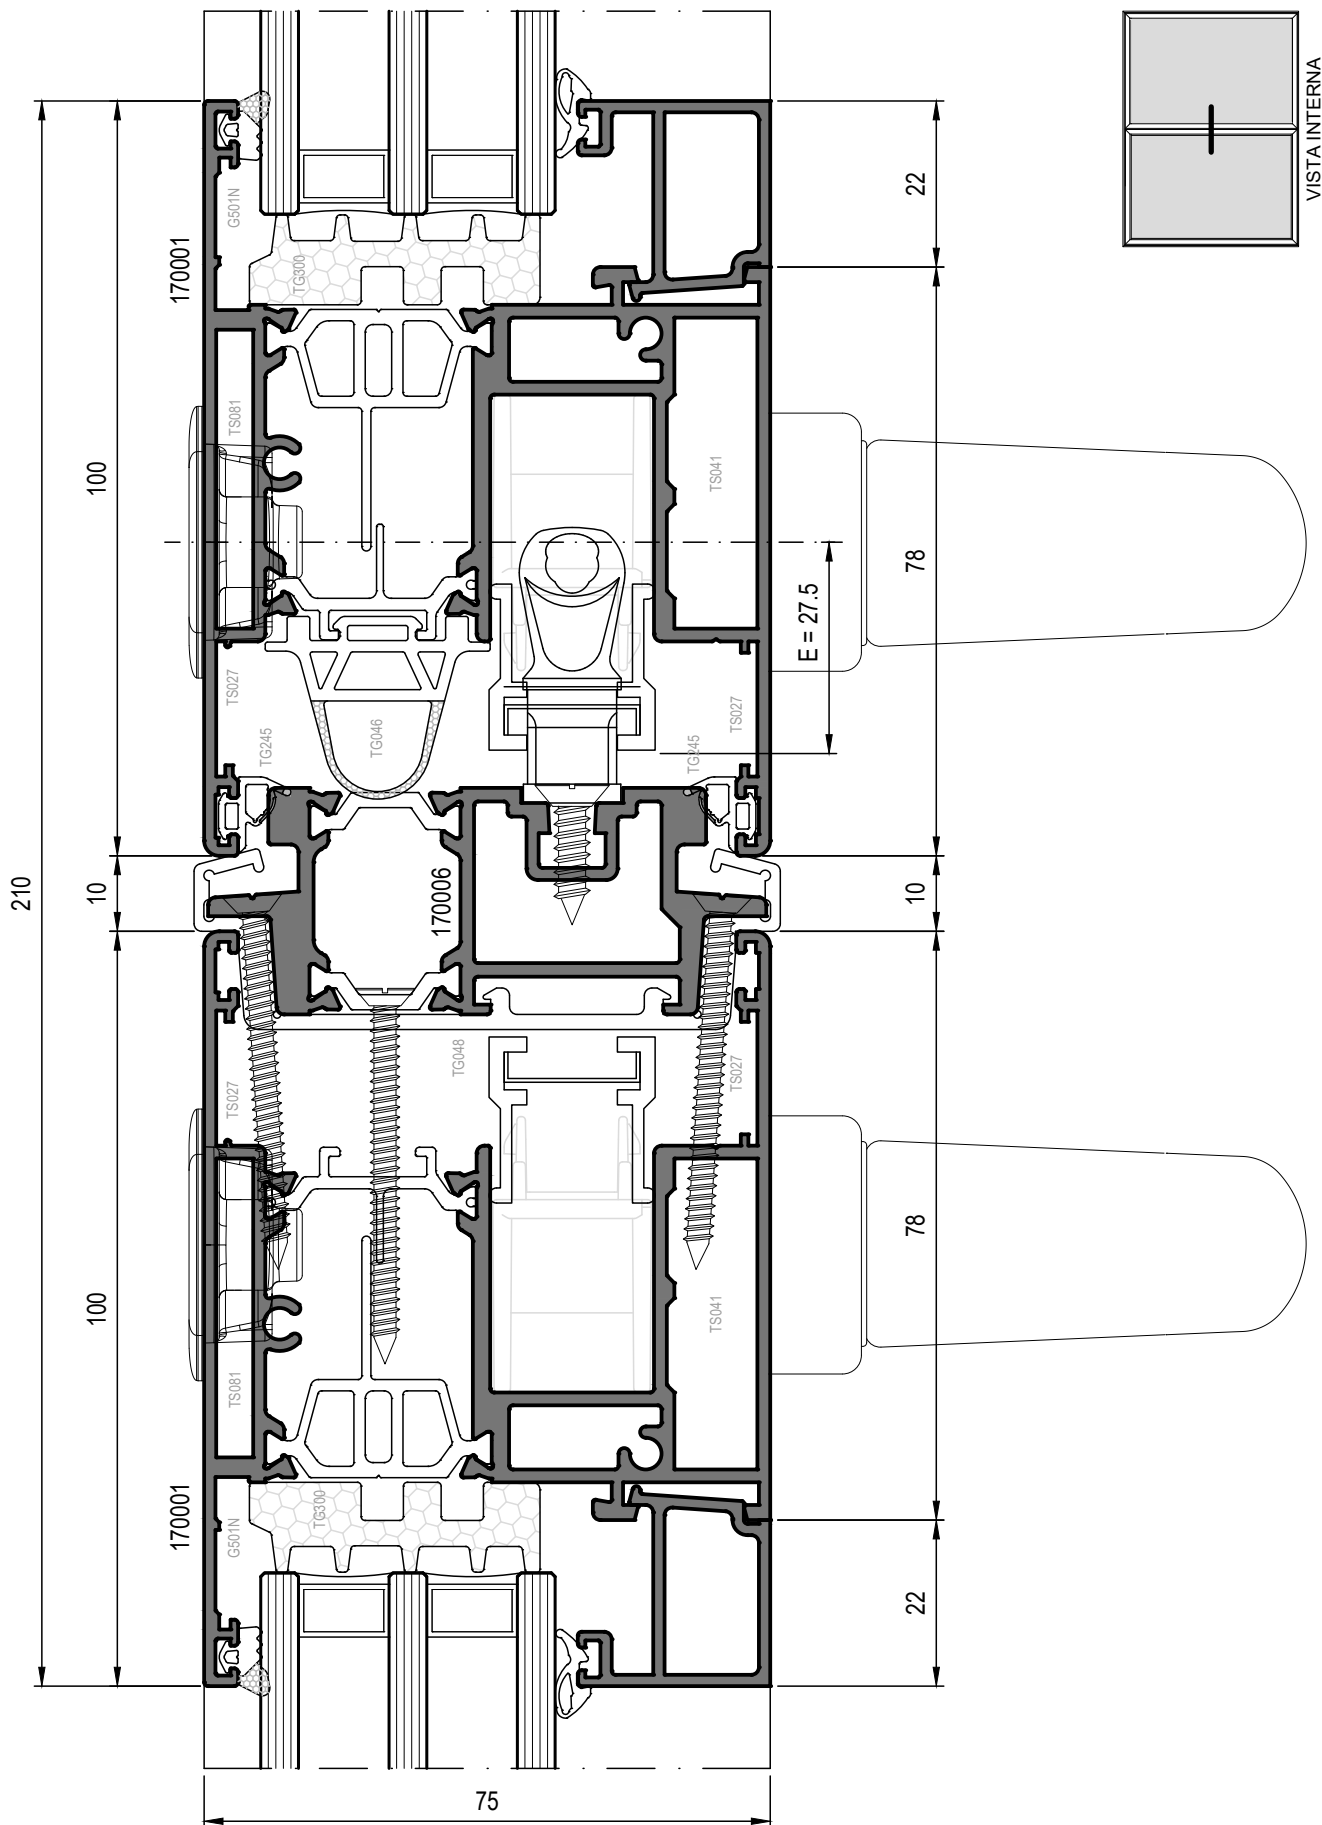 VISTA INTERNA
22
G501N
170001
TG300
TS081
TS041
100
78
E = 27.5
TS027
TG046
TS027
TG245
TG245
210
10
170006
10
TG048
TS027
TS027
100
78
TS041
TS081
170001
TG300
G501N
22
75